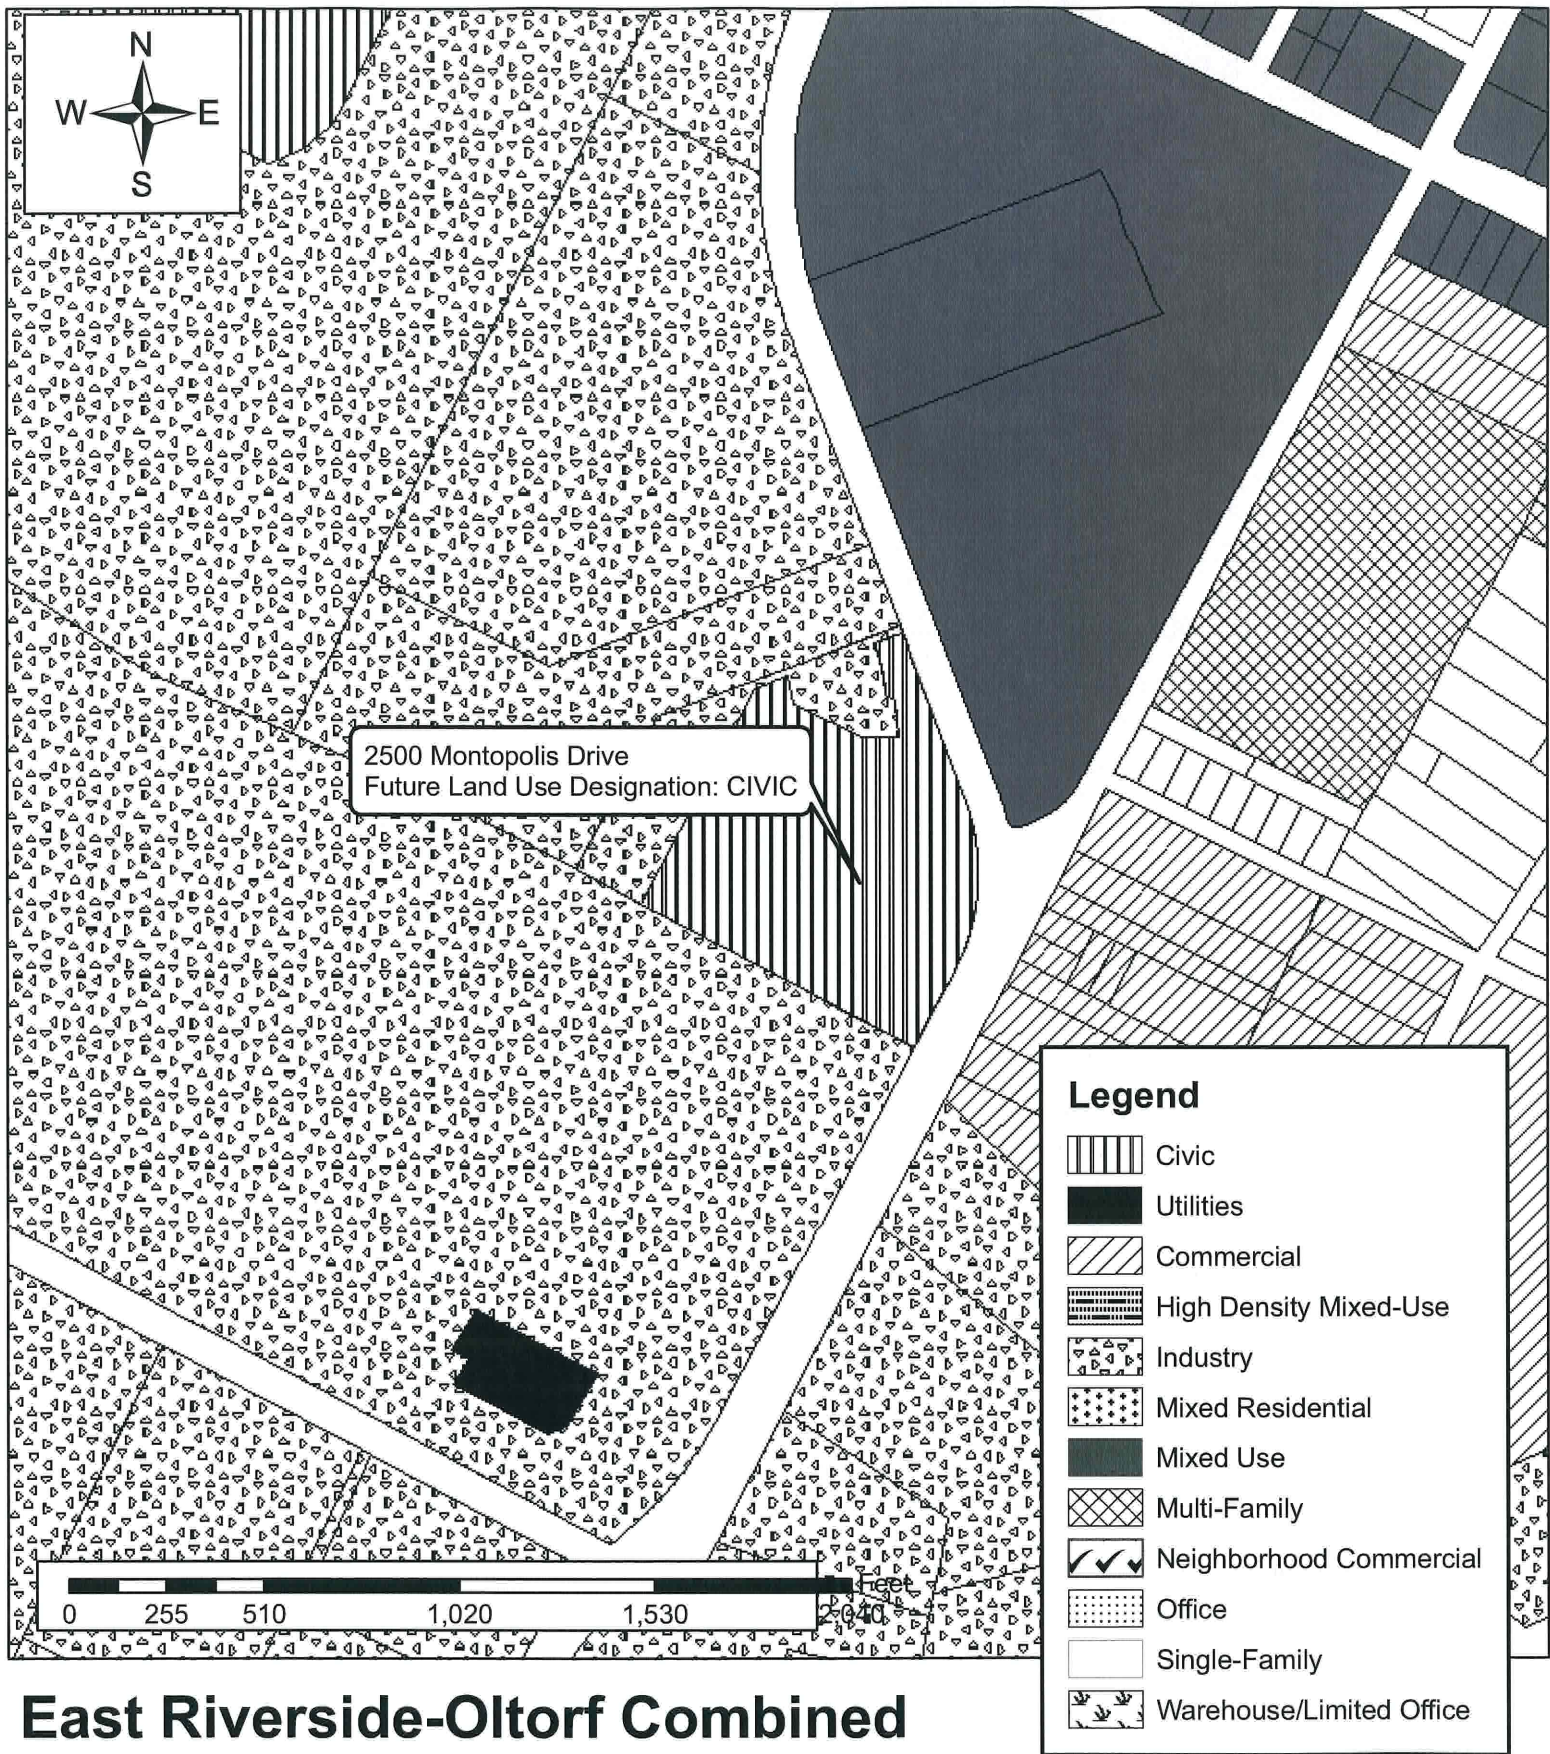 N
W E
S
2500 Montopolis Drive
Future Land Use Designation: CIVIC
Legend
Civic
Utilities
Commercial
High Density Mixed-Use
Industry
Mixed Residential
Mixed Use
Multi-Family
Neighborhood Commercial
Office
Single-Family
Warehouse/Limited Office
Feet
0 255 510 1,020 1,530 2,040
East Riverside-Oltorf Combined